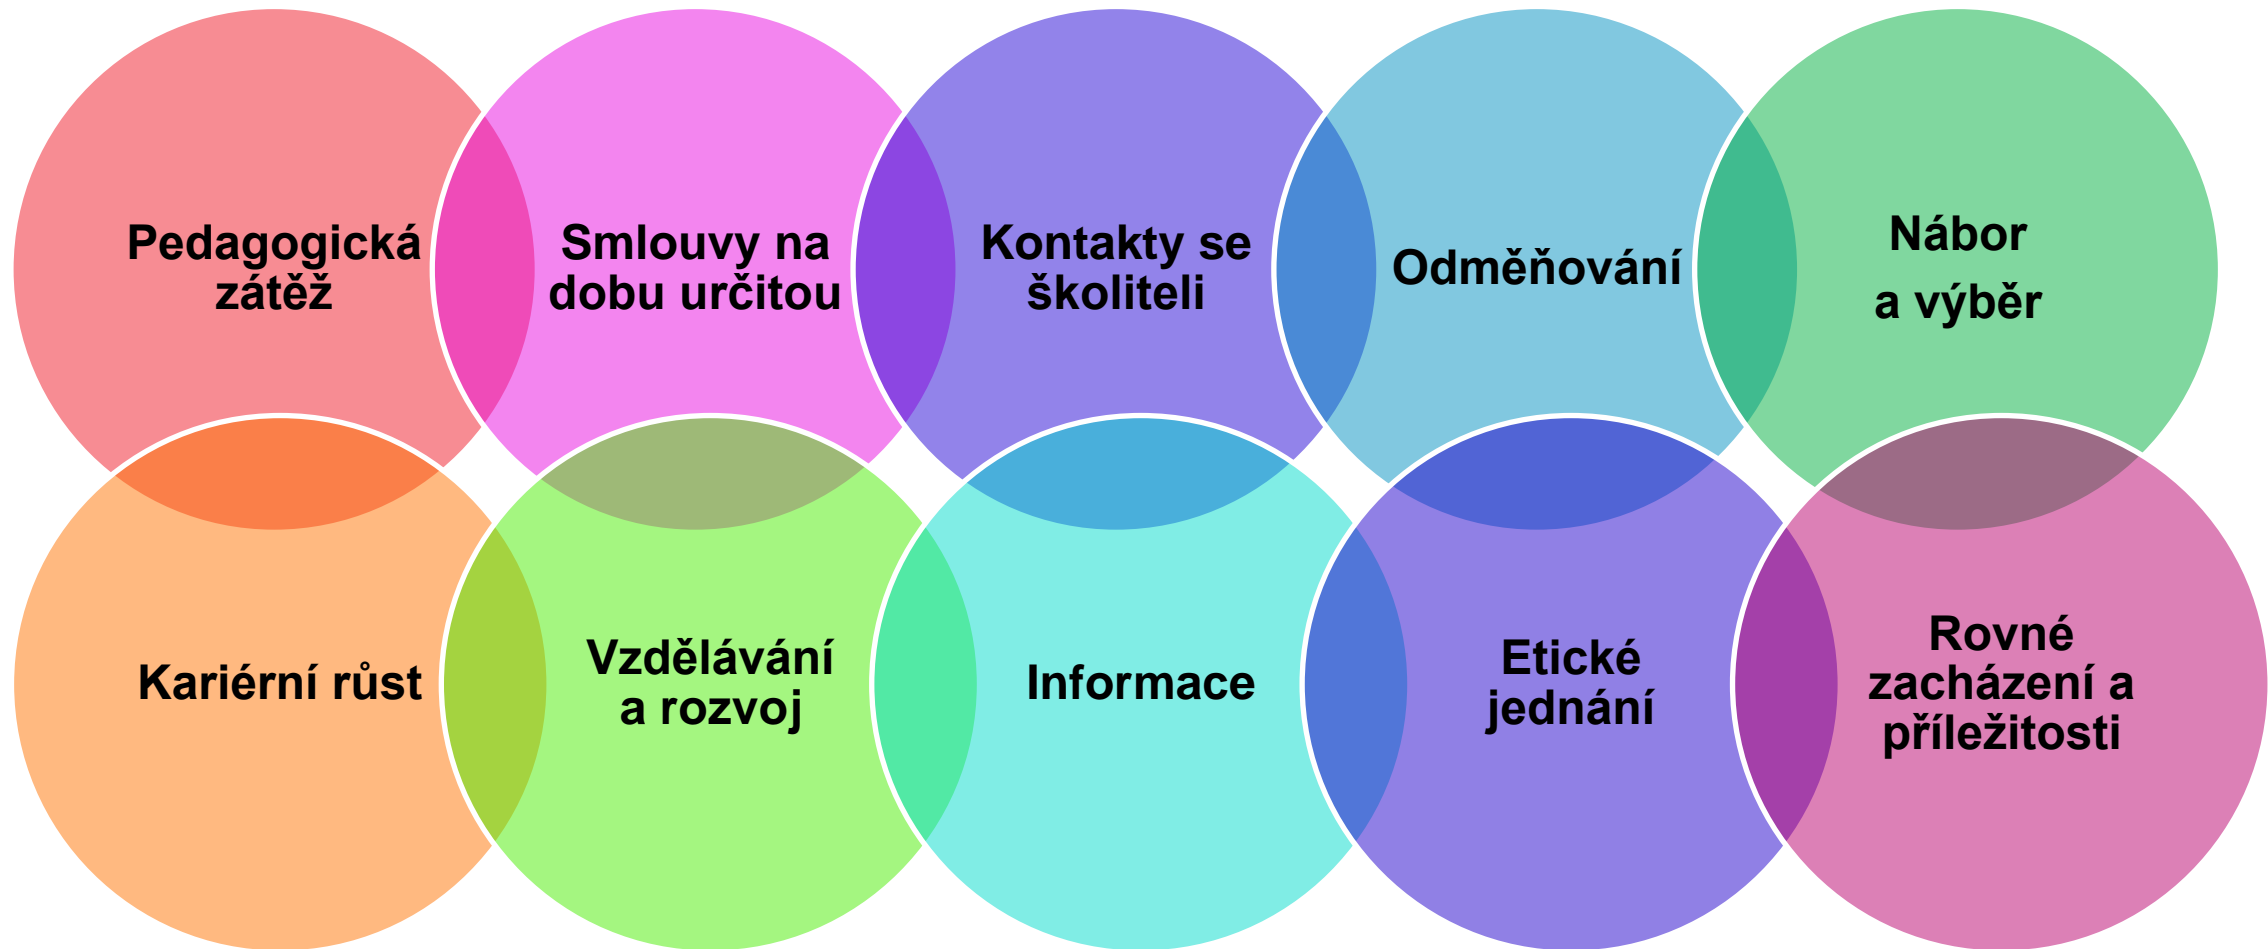 Pedagogická
zátěž
Smlouvy na
dobu určitou
Kontakty se
školiteli
Odměňování
Nábor
a výběr
Kariérní růst
Vzdělávání
a rozvoj
Informace
Etické
jednání
Rovné
zacházení a
příležitosti